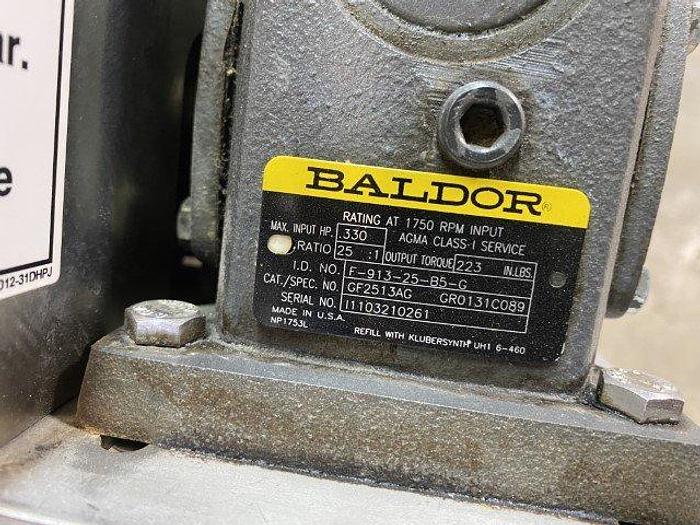 ar.
e
012-31DHPJ
BALDOR®
RATING AT 1750 RPM INPUT
MAX. INPUT HP. .330 AGMA CLASS-I SERVICE
RATIO 25 :1 OUTPUT TORQUE 223 IN.LBS.
I.D. NO. F-913-25-B5-G
CAT./SPEC. NO. GF2513AG GR0131C089
SERIAL NO. I1103210261
MADE IN U.S.A.
NP1753L REFILL WITH KLUBERSYNTH UH1 6-460